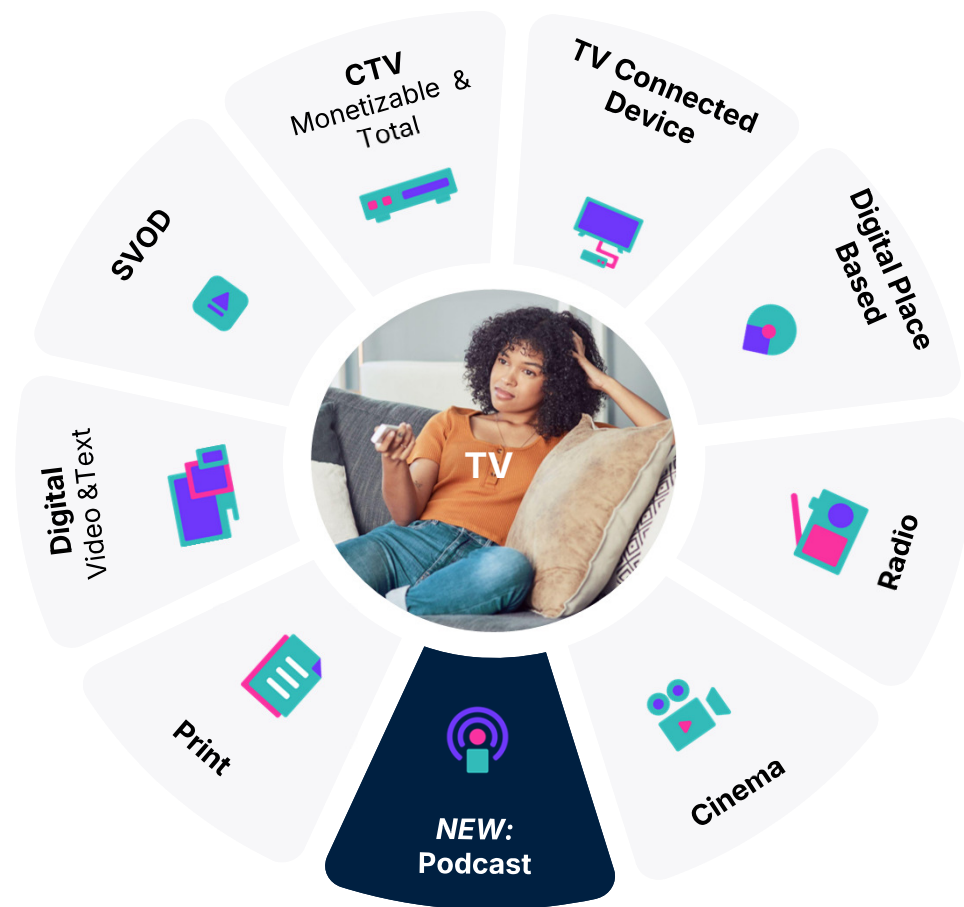 CTV
Monetizable &
Total
TV Connected
Device
Digital Place
Based
Radio
Cinema
NEW:
Podcast
Print
Digital
Video &Text
SVOD
TV